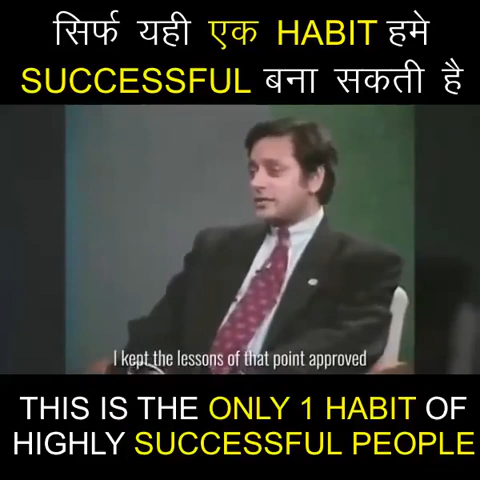 सिर्फ यही एक HABIT हमे
SUCCESSFUL बना सकती है
I kept the lessons of that point approved
THIS IS THE ONLY 1 HABIT OF
HIGHLY SUCCESSFUL PEOPLE